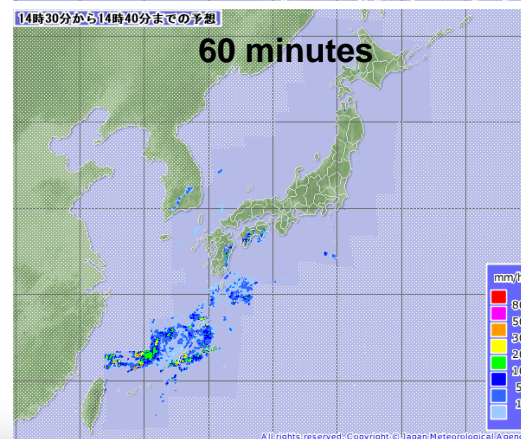 14時30分から14時40分までの予想
60 minutes
mm/h
80
50
30
20
10
5
1
All rights reserved. Copyright © Japan Meteorological Agency